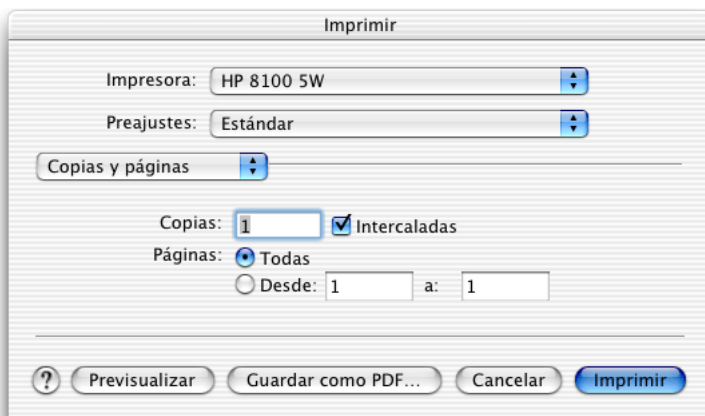 Imprimir
Impresora: HP 8100 5W
Preajustes: Estándar
Copias y páginas
Copias: 1 Intercaladas
Páginas: Todas
Desde: 1 a: 1
? Previsualizar Guardar como PDF... Cancelar Imprimir